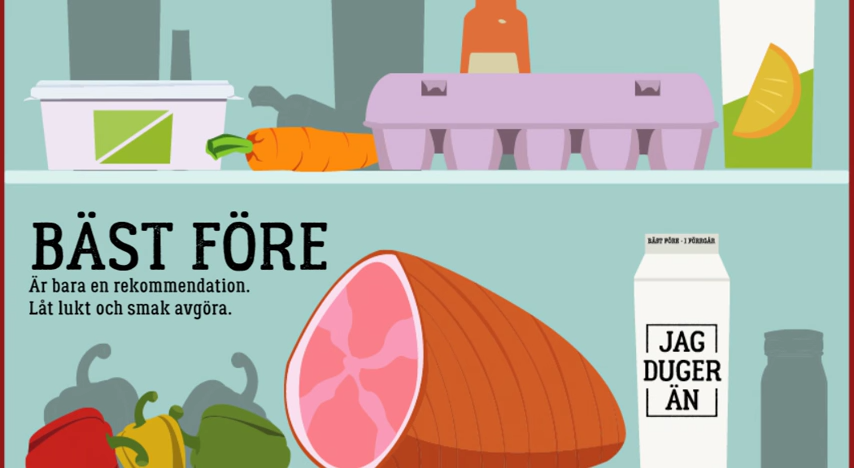 BÄST FÖRE
Är bara en rekommendation.
Låt lukt och smak avgöra.
BÄST FÖRE - I FÖRRGÅR
JAG
DUGER
ÄN